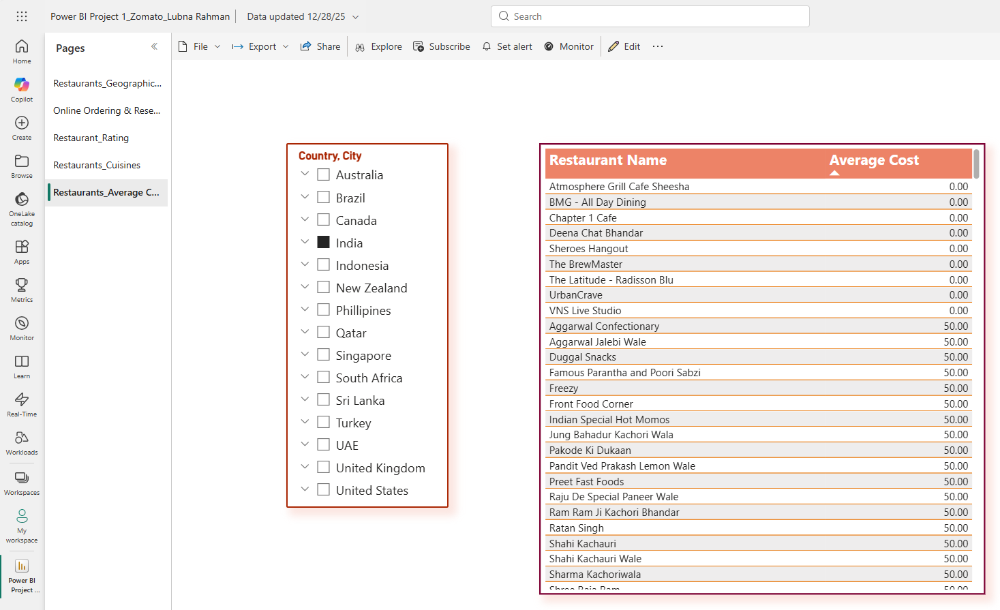 Power BI Project 1_Zomato_Lubna Rahman
Data updated 12/28/25
Search
Home
Copilot
Create
Browse
OneLake
catalog
Apps
Metrics
Monitor
Learn
Real-Time
Workloads
Workspaces
My
workspace
Power BI
Project ...
Pages
Restaurants_Geographic...
Online Ordering & Rese...
Restaurant_Rating
Restaurants_Cuisines
Restaurants_Average C...
File
Export
Share
Explore
Subscribe
Set alert
Monitor
Edit
Country, City
Australia
Brazil
Canada
India
Indonesia
New Zealand
Phillipines
Qatar
Singapore
South Africa
Sri Lanka
Turkey
UAE
United Kingdom
United States
Restaurant Name Average Cost
Atmosphere Grill Cafe Sheesha 0.00
BMG - All Day Dining 0.00
Chapter 1 Cafe 0.00
Deena Chat Bhandar 0.00
Sheroes Hangout 0.00
The BrewMaster 0.00
The Latitude - Radisson Blu 0.00
UrbanCrave 0.00
VNS Live Studio 0.00
Aggarwal Confectionary 50.00
Aggarwal Jalebi Wale 50.00
Duggal Snacks 50.00
Famous Parantha and Poori Sabzi 50.00
Freezy 50.00
Front Food Corner 50.00
Indian Special Hot Momos 50.00
Jung Bahadur Kachori Wala 50.00
Pakode Ki Dukaan 50.00
Pandit Ved Prakash Lemon Wale 50.00
Preet Fast Foods 50.00
Raju De Special Paneer Wale 50.00
Ram Ram Ji Kachori Bhandar 50.00
Ratan Singh 50.00
Shahi Kachauri 50.00
Shahi Kachauri Wale 50.00
Sharma Kachoriwala 50.00
Shree Raja Ram 50.00